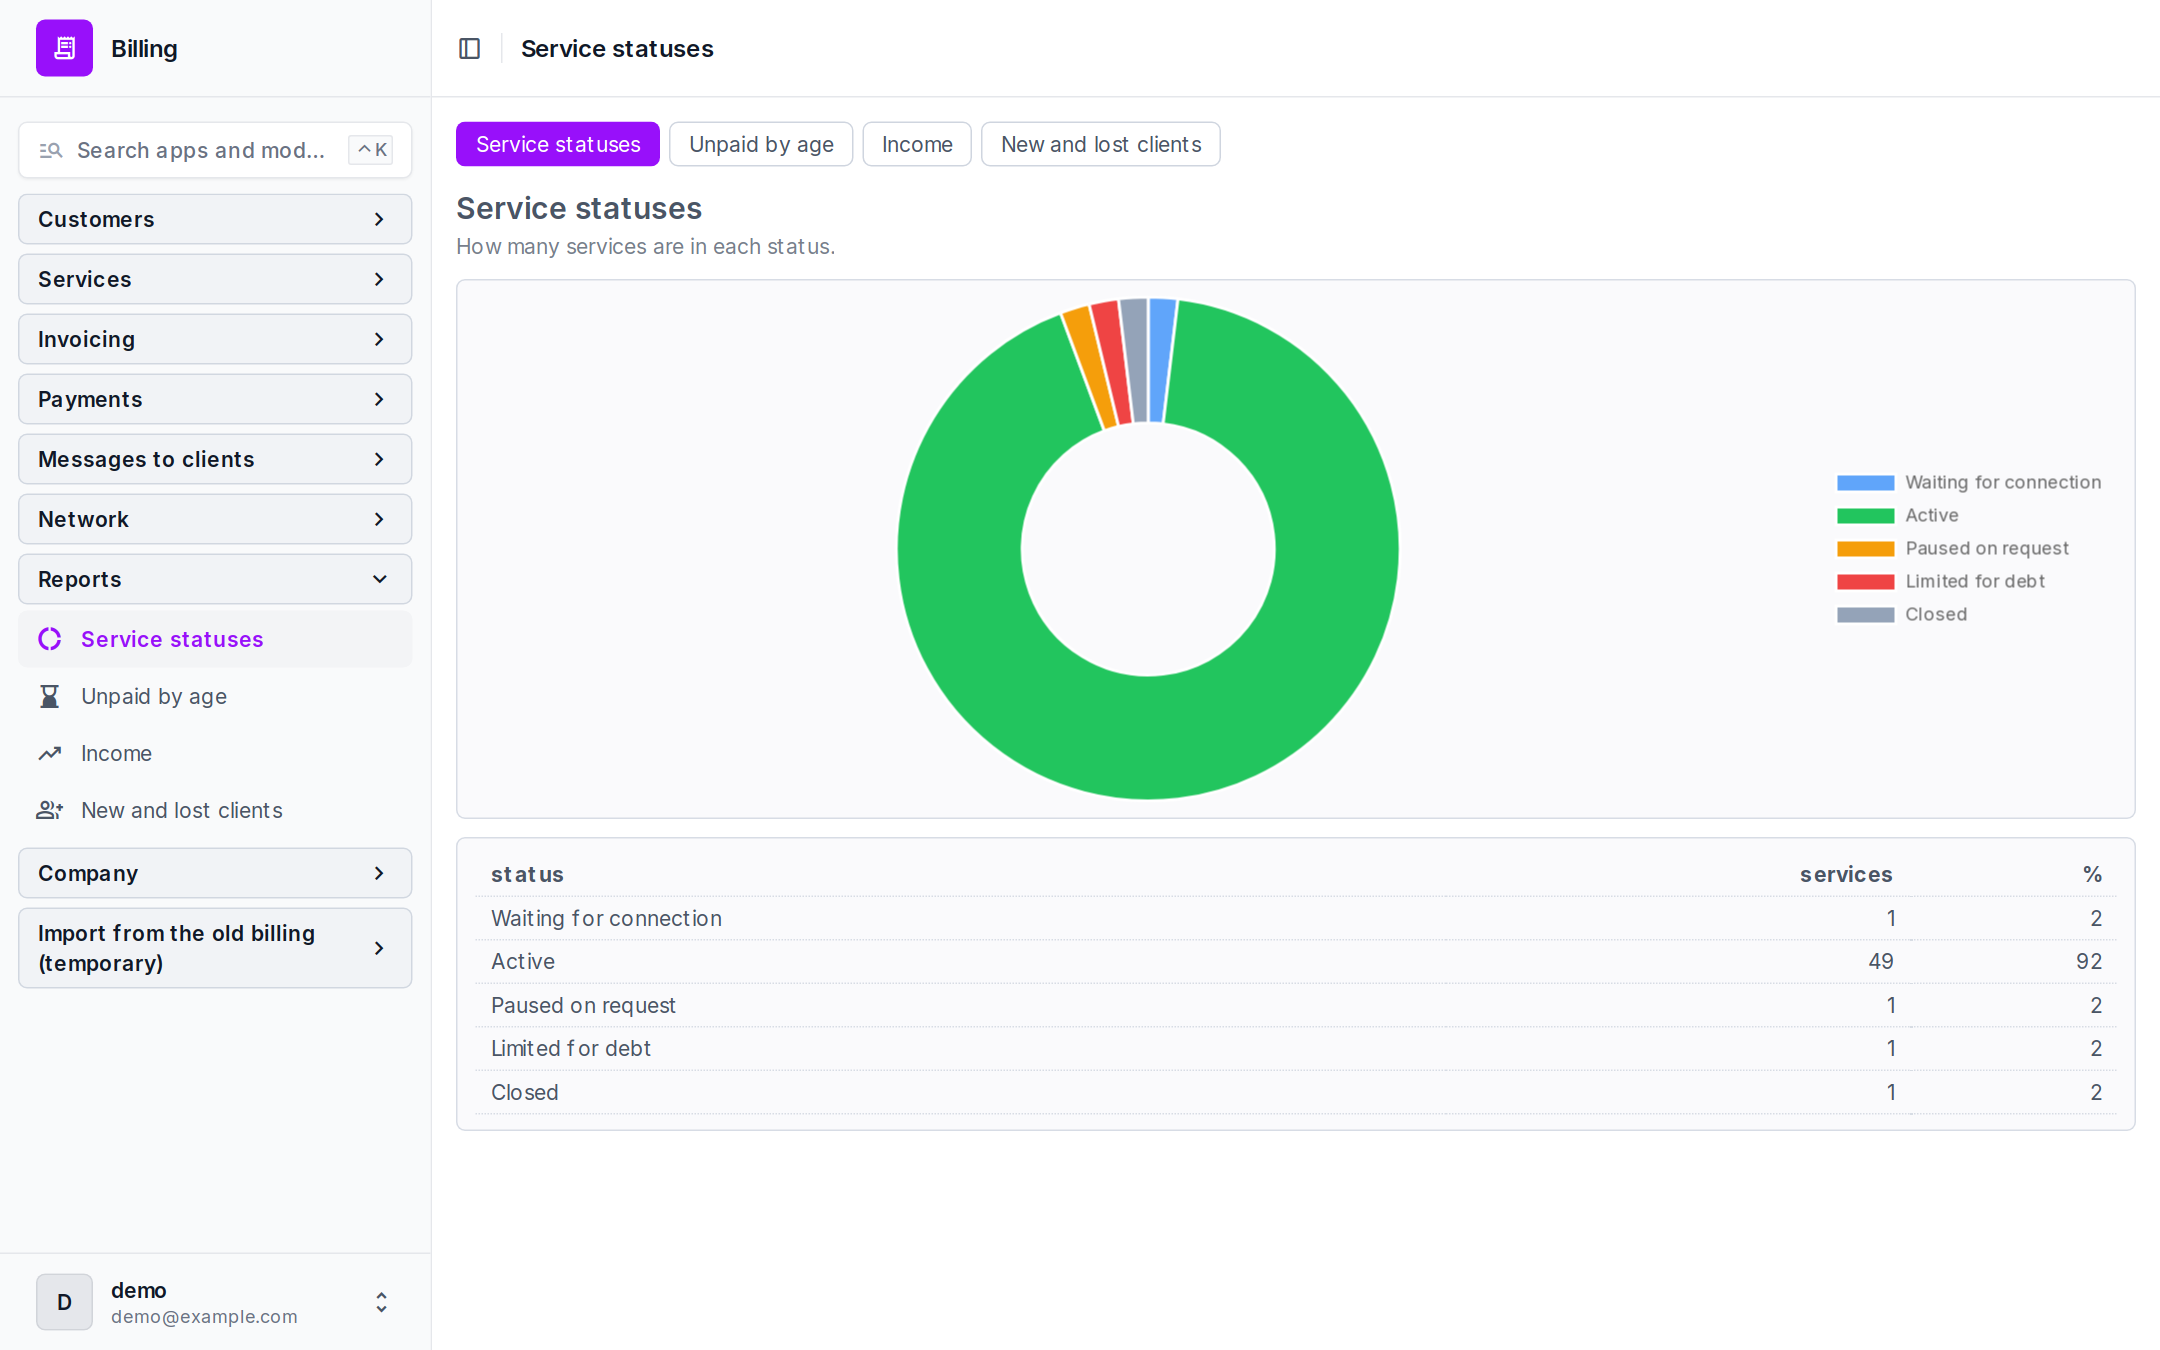 Billing
Service statuses
Search apps and mod...
^K
Customers
Services
Invoicing
Payments
Messages to clients
Network
Reports
Service statuses
Unpaid by age
Income
New and lost clients
Company
Import from the old billing
(temporary)
D
demo
demo@example.com
Service statuses
Unpaid by age
Income
New and lost clients
Service statuses
How many services are in each status.
Waiting for connection
Active
Paused on request
Limited for debt
Closed
status services %
Waiting for connection 1 2
Active 49 92
Paused on request 1 2
Limited for debt 1 2
Closed 1 2